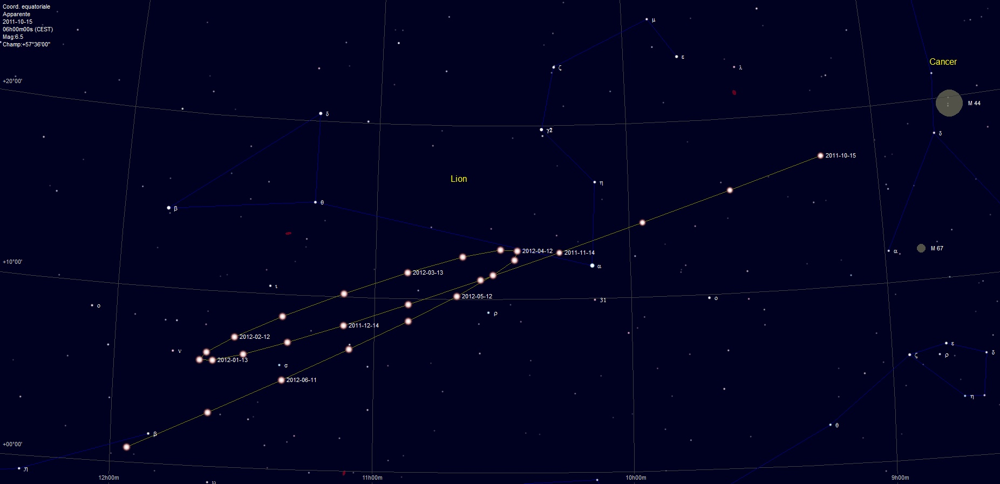 Coord. equatoriale
Apparente
2011-10-15
06h00m00s (CEST)
Mag:6.5
Champ:+57°36'00"
μ
ε
ζ
λ
Cancer
+20°00'
M 44
δ
γ2
δ
2011-10-15
Lion
η
β
θ
2012-04-12
2011-11-14
α
M 67
+10°00'
α
2012-03-13
ι
2012-05-12
31
ο
ο
ρ
2011-12-14
2012-02-12
ν
ε
δ
ζ
ρ
2012-01-13
σ
2012-06-11
η
θ
β
+00°00'
η
12h00m
11h00m
10h00m
9h00m
υ